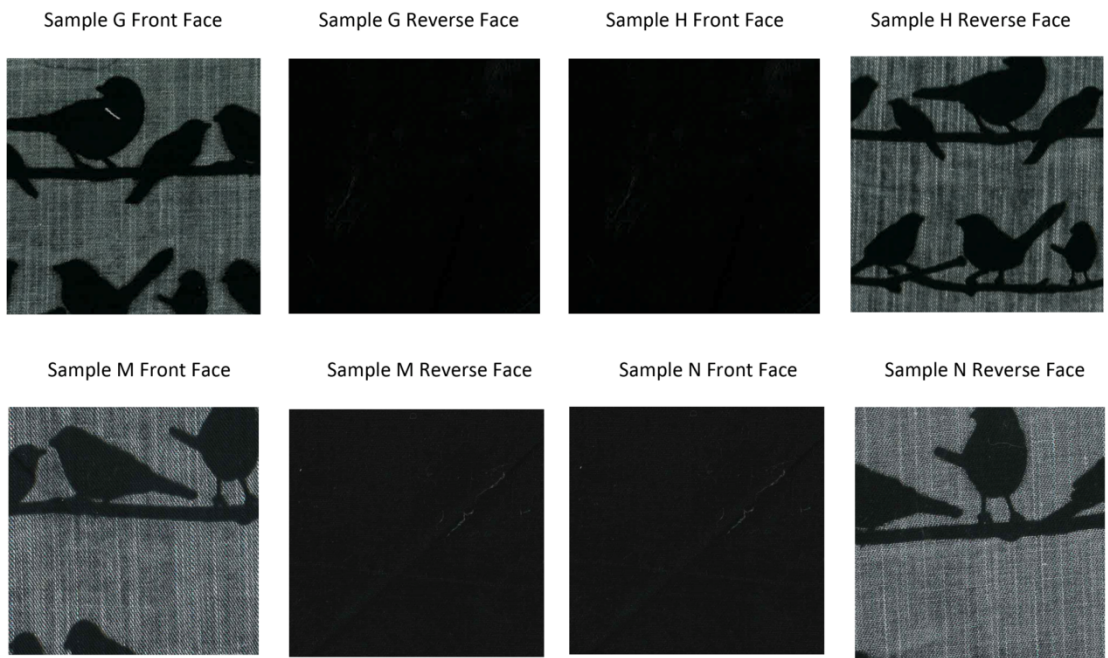 Sample G Front Face
Sample G Reverse Face
Sample H Front Face
Sample H Reverse Face
Sample M Front Face
Sample M Reverse Face
Sample N Front Face
Sample N Reverse Face